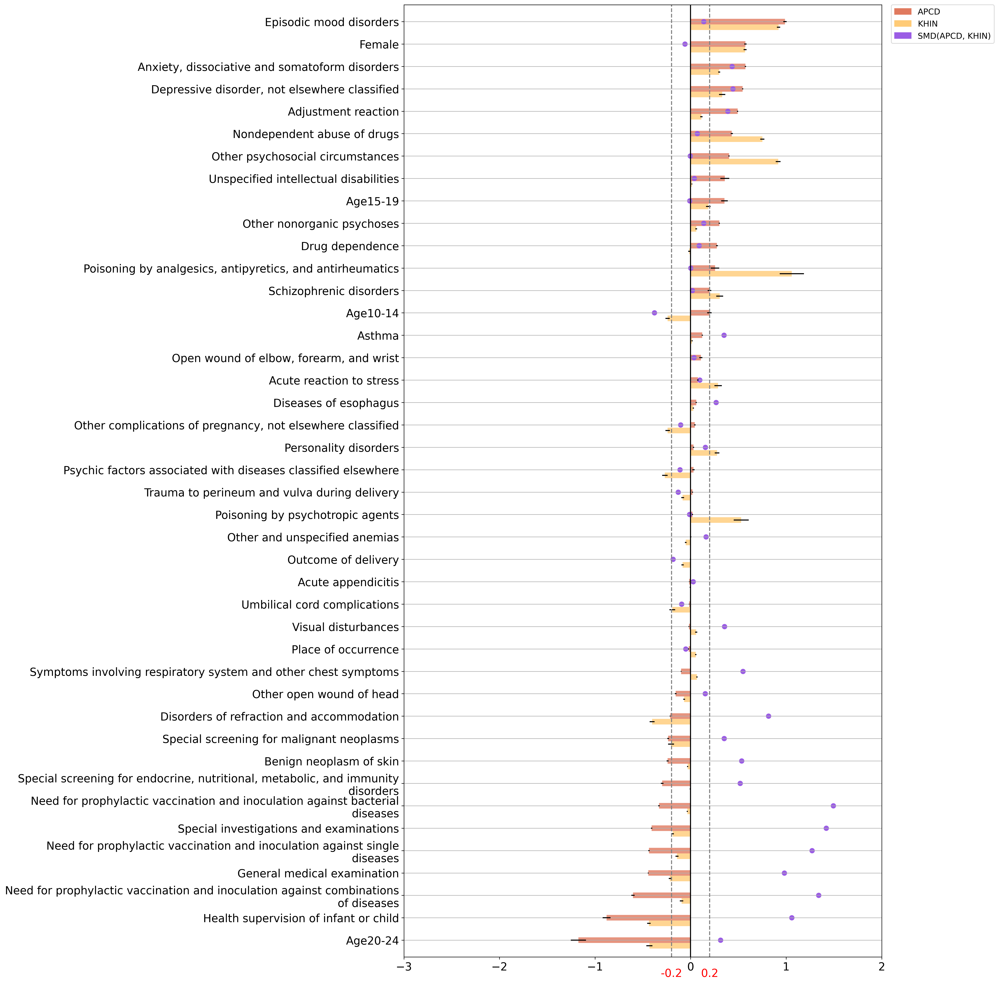 APCD
KHIN
SMD(APCD, KHIN)
Episodic mood disorders
Female
Anxiety, dissociative and somatoform disorders
Depressive disorder, not elsewhere classified
Adjustment reaction
Nondependent abuse of drugs
Other psychosocial circumstances
Unspecified intellectual disabilities
Age15-19
Other nonorganic psychoses
Drug dependence
Poisoning by analgesics, antipyretics, and antirheumatics
Schizophrenic disorders
Age10-14
Asthma
Open wound of elbow, forearm, and wrist
Acute reaction to stress
Diseases of esophagus
Other complications of pregnancy, not elsewhere classified
Personality disorders
Psychic factors associated with diseases classified elsewhere
Trauma to perineum and vulva during delivery
Poisoning by psychotropic agents
Other and unspecified anemias
Outcome of delivery
Acute appendicitis
Umbilical cord complications
Visual disturbances
Place of occurrence
Symptoms involving respiratory system and other chest symptoms
Other open wound of head
Disorders of refraction and accommodation
Special screening for malignant neoplasms
Benign neoplasm of skin
Special screening for endocrine, nutritional, metabolic, and immunity
disorders
Need for prophylactic vaccination and inoculation against bacterial
diseases
Special investigations and examinations
Need for prophylactic vaccination and inoculation against single
diseases
General medical examination
Need for prophylactic vaccination and inoculation against combinations
of diseases
Health supervision of infant or child
Age20-24
−3 −2 −1 0 1 2
-0.2 0.2